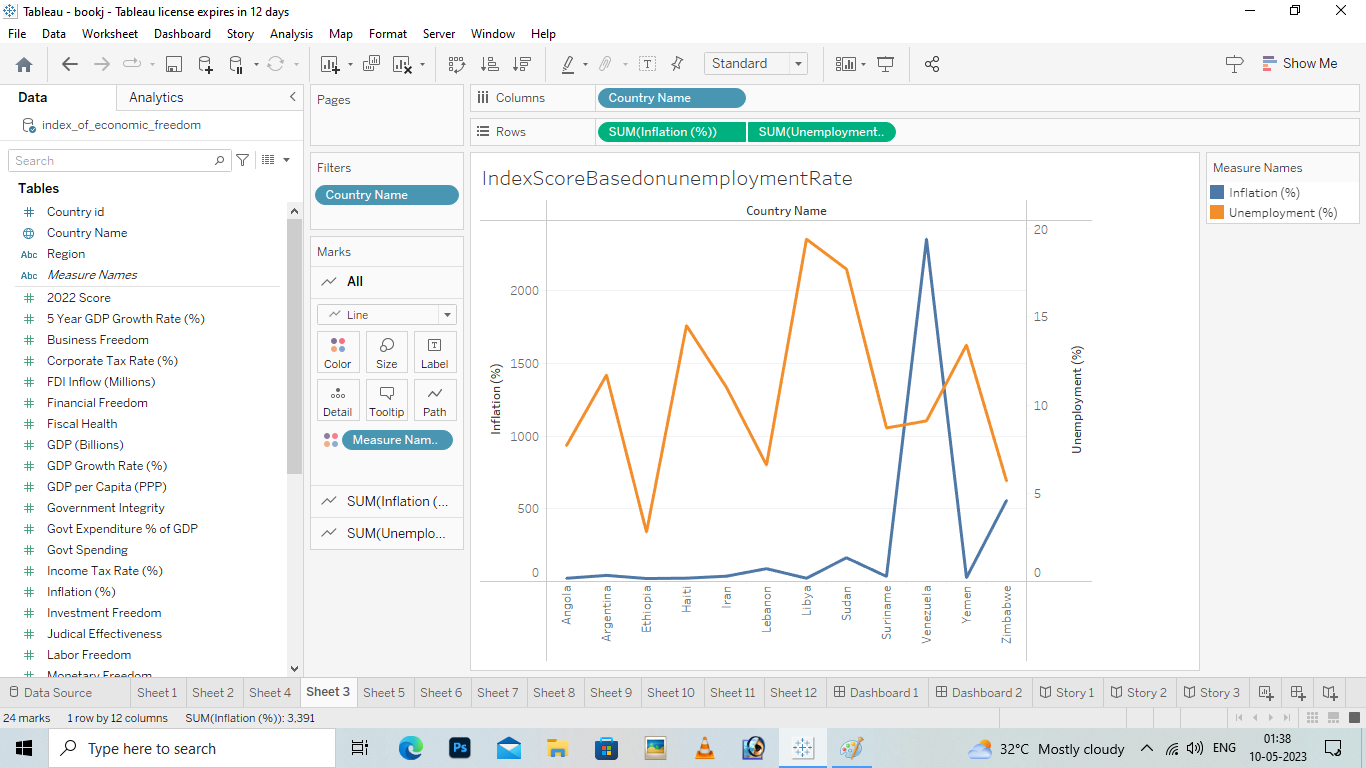 Tableau - bookj - Tableau license expires in 12 days
File Data Worksheet Dashboard Story Analysis Map Format Server Window Help
Standard
Show Me
Data Analytics
index_of_economic_freedom
Search
Tables
Country id
Country Name
Abc Region
Abc Measure Names
2022 Score
5 Year GDP Growth Rate (%)
Business Freedom
Corporate Tax Rate (%)
FDI Inflow (Millions)
Financial Freedom
Fiscal Health
GDP (Billions)
GDP Growth Rate (%)
GDP per Capita (PPP)
Government Integrity
Govt Expenditure % of GDP
Govt Spending
Income Tax Rate (%)
Inflation (%)
Investment Freedom
Judical Effectiveness
Labor Freedom
Monetary Freedom
Pages
Filters
Country Name
Marks
All
Line
Color Size Label
Detail Tooltip Path
Measure Nam..
SUM(Inflation (...
SUM(Unemplo...
Columns Country Name
Rows SUM(Inflation (%)) SUM(Unemployment..
IndexScoreBasedonunemploymentRate
Country Name
Inflation (%)
2000
1500
1000
500
0
20
15
10
5
0
Unemployment (%)
Angola
Argentina
Ethiopia
Haiti
Iran
Lebanon
Libya
Sudan
Suriname
Venezuela
Yemen
Zimbabwe
Measure Names
Inflation (%)
Unemployment (%)
Data Source Sheet 1 Sheet 2 Sheet 4 Sheet 3 Sheet 5 Sheet 6 Sheet 7 Sheet 8 Sheet 9 Sheet 10 Sheet 11 Sheet 12 Dashboard 1 Dashboard 2 Story 1 Story 2 Story 3
24 marks 1 row by 12 columns SUM(Inflation (%)): 3,391
Type here to search
Ps
32°C Mostly cloudy
ENG
01:38
10-05-2023